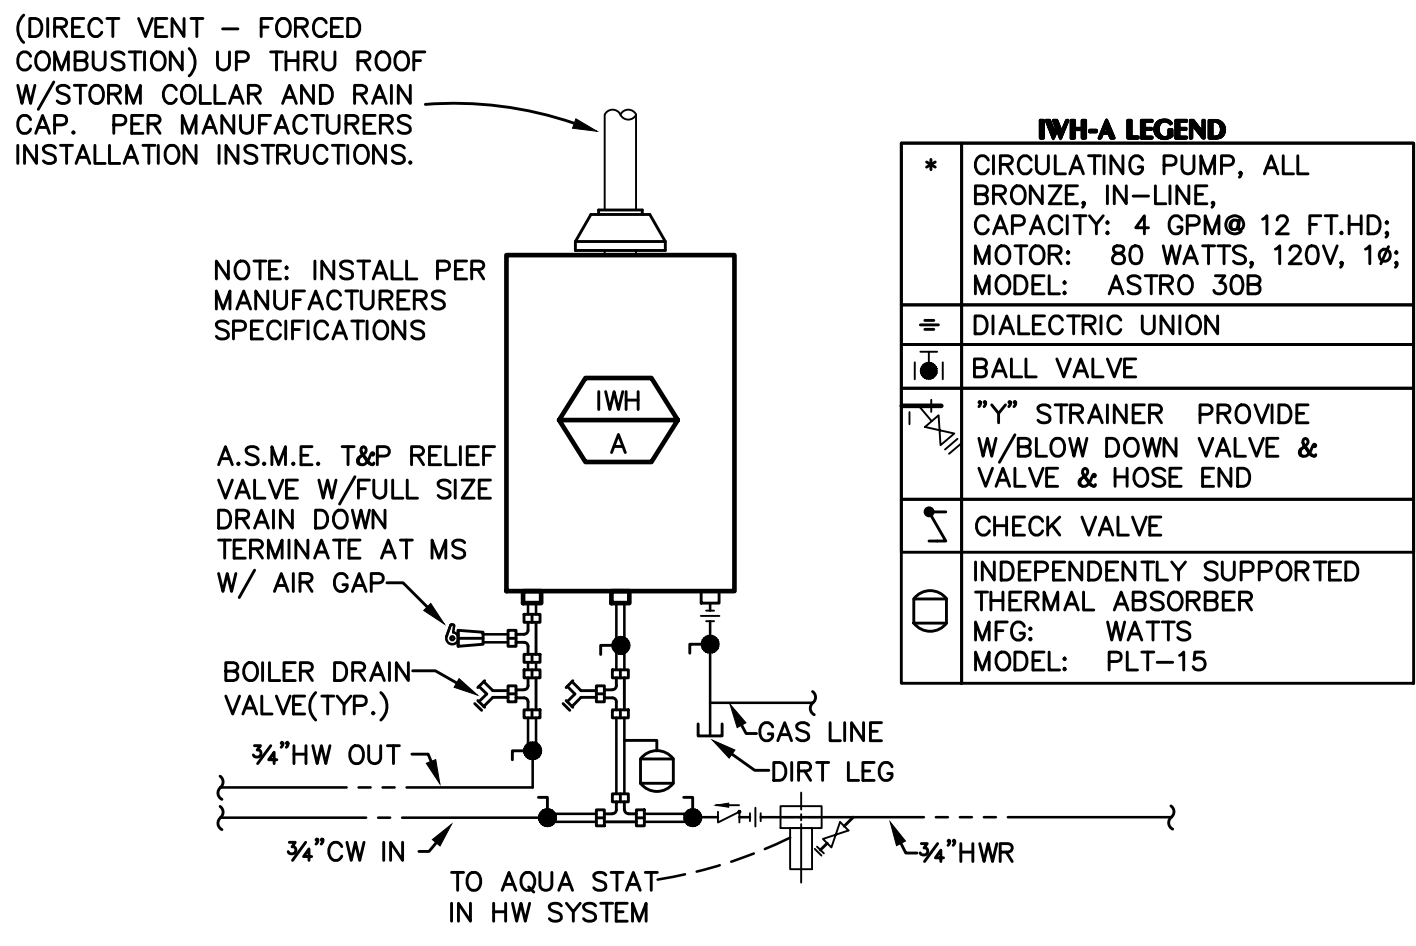 (DIRECT VENT – FORCED
COMBUSTION) UP THRU ROOF
W/STORM COLLAR AND RAIN
CAP. PER MANUFACTURERS
INSTALLATION INSTRUCTIONS.
NOTE: INSTALL PER
MANUFACTURERS
SPECIFICATIONS
IWH
A
A.S.M.E. T&P RELIEF
VALVE W/FULL SIZE
DRAIN DOWN
TERMINATE AT MS
W/ AIR GAP
BOILER DRAIN
VALVE(TYP.)
¾"HW OUT
¾"CW IN
GAS LINE
DIRT LEG
¾"HWR
TO AQUA STAT
IN HW SYSTEM
IWH-A LEGEND
* CIRCULATING PUMP, ALL
BRONZE, IN–LINE,
CAPACITY: 4 GPM@ 12 FT.HD;
MOTOR: 80 WATTS, 120V, 1ø;
MODEL: ASTRO 30B
DIALECTRIC UNION
BALL VALVE
"Y" STRAINER PROVIDE
W/BLOW DOWN VALVE &
VALVE & HOSE END
CHECK VALVE
INDEPENDENTLY SUPPORTED
THERMAL ABSORBER
MFG: WATTS
MODEL: PLT–15